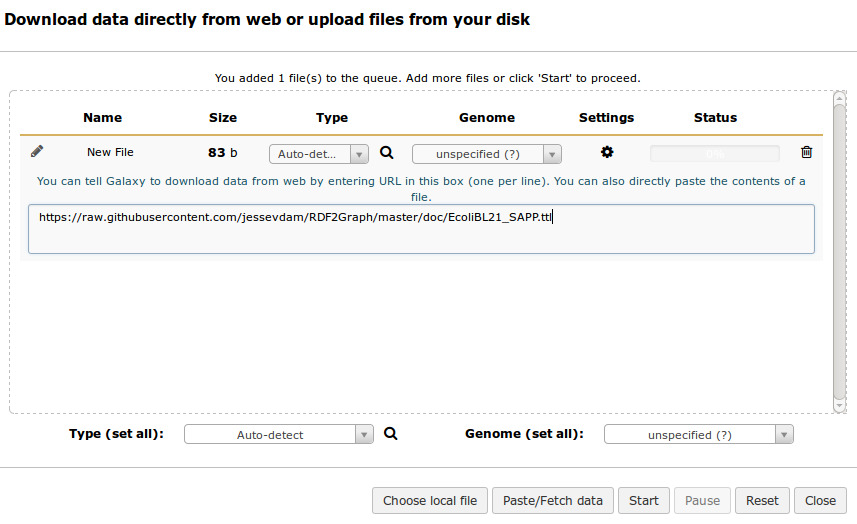 Download data directly from web or upload files from your disk
You added 1 file(s) to the queue. Add more files or click 'Start' to proceed.
Name Size Type Genome Settings Status
New File 83 b Auto-det... unspecified (?) 0%
You can tell Galaxy to download data from web by entering URL in this box (one per line). You can also directly paste the contents of a
file.
https://raw.githubusercontent.com/jessevdam/RDF2Graph/master/doc/EcoliBL21_SAPP.ttl
Type (set all): Auto-detect Genome (set all): unspecified (?)
Choose local file Paste/Fetch data Start Pause Reset Close